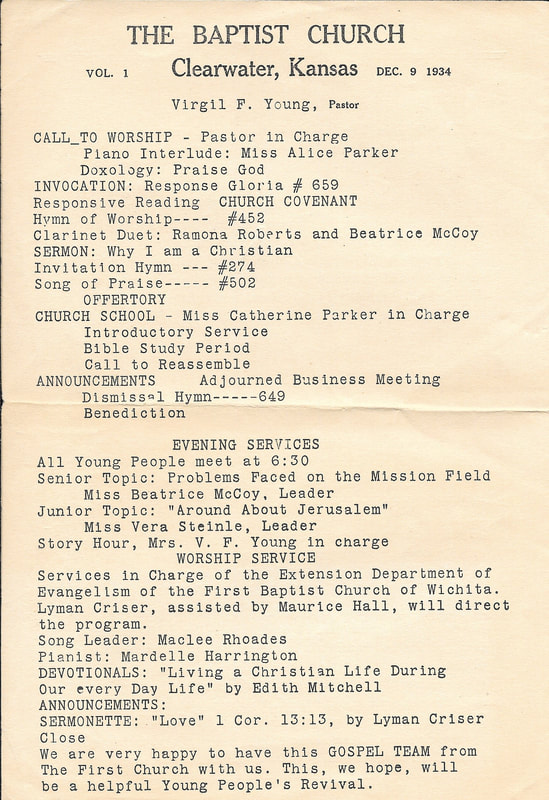 THE BAPTIST CHURCH
VOL. 1 Clearwater, Kansas DEC. 9 1934
Virgil F. Young, Pastor
CALL_TO WORSHIP - Pastor in Charge
Piano Interlude: Miss Alice Parker
Doxology: Praise God
INVOCATION: Response Gloria # 659
Responsive Reading CHURCH COVENANT
Hymn of Worship---- #452
Clarinet Duet: Ramona Roberts and Beatrice McCoy
SERMON: Why I am a Christian
Invitation Hymn --- #274
Song of Praise----- #502
OFFERTORY
CHURCH SCHOOL - Miss Catherine Parker in Charge
Introductory Service
Bible Study Period
Call to Reassemble
ANNOUNCEMENTS Adjourned Business Meeting
Dismissal Hymn-----649
Benediction
EVENING SERVICES
All Young People meet at 6:30
Senior Topic: Problems Faced on the Mission Field
Miss Beatrice McCoy, Leader
Junior Topic: "Around About Jerusalem"
Miss Vera Steinle, Leader
Story Hour, Mrs. V. F. Young in charge
WORSHIP SERVICE
Services in Charge of the Extension Department of
Evangelism of the First Baptist Church of Wichita.
Lyman Criser, assisted by Maurice Hall, will direct
the program.
Song Leader: Maclee Rhoades
Pianist: Mardelle Harrington
DEVOTIONALS: "Living a Christian Life During
Our every Day Life" by Edith Mitchell
ANNOUNCEMENTS:
SERMONETTE: "Love" 1 Cor. 13:13, by Lyman Criser
Close
We are very happy to have this GOSPEL TEAM from
The First Church with us. This, we hope, will
be a helpful Young People's Revival.